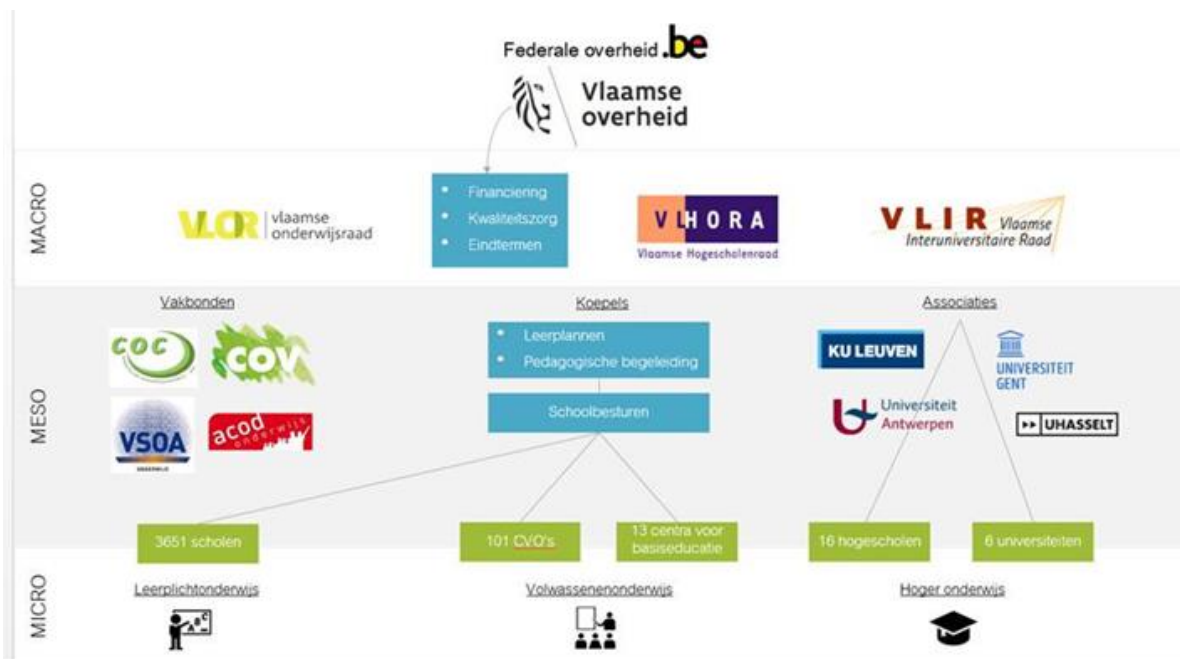 Federale overheid .be
Vlaamse
overheid
MACRO
VLOR vlaamse
onderwijsraad
• Financiering
• Kwaliteitszorg
• Eindtermen
VLHORA
Vlaamse Hogescholenraad
VLIR Vlaamse
Interuniversitaire Raad
MESO
Vakbonden
coc
cov
VSOA
ONDERWIJS
acod
onderwijs
Koepels
• Leerplannen
• Pedagogische begeleiding
Schoolbesturen
Associaties
KU LEUVEN
UNIVERSITEIT
GENT
Universiteit
Antwerpen
UHASSELT
3651 scholen
101 CVO's
13 centra voor
basiseducatie
16 hogescholen
6 universiteiten
MICRO
Leerplichtonderwijs
Volwassenenonderwijs
Hoger onderwijs
ABC